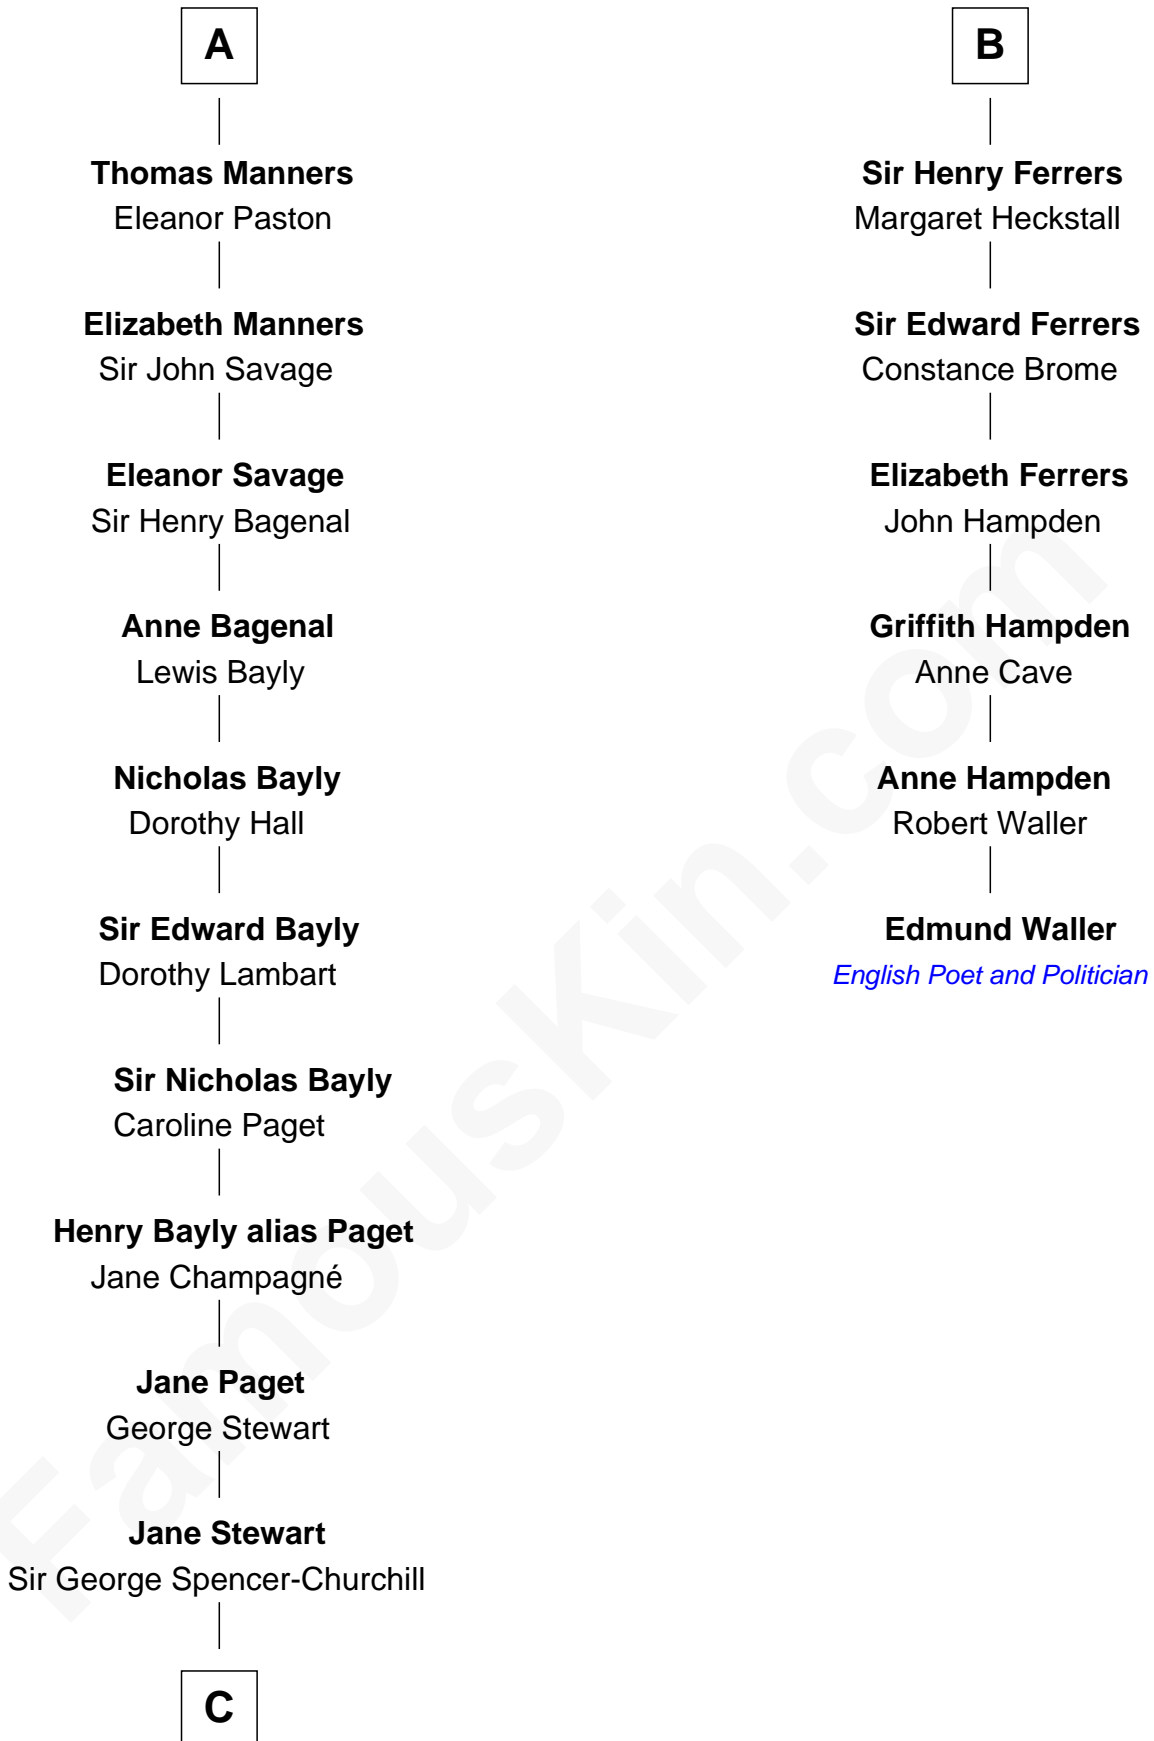 A
Thomas Manners
Eleanor Paston
Elizabeth Manners
Sir John Savage
Eleanor Savage
Sir Henry Bagenal
Anne Bagenal
Lewis Bayly
Nicholas Bayly
Dorothy Hall
Sir Edward Bayly
Dorothy Lambart
Sir Nicholas Bayly
Caroline Paget
Henry Bayly alias Paget
Jane Champagné
Jane Paget
George Stewart
Jane Stewart
Sir George Spencer-Churchill
C
B
Sir Henry Ferrers
Margaret Heckstall
Sir Edward Ferrers
Constance Brome
Elizabeth Ferrers
John Hampden
Griffith Hampden
Anne Cave
Anne Hampden
Robert Waller
Edmund Waller
English Poet and Politician
FamousKin.com